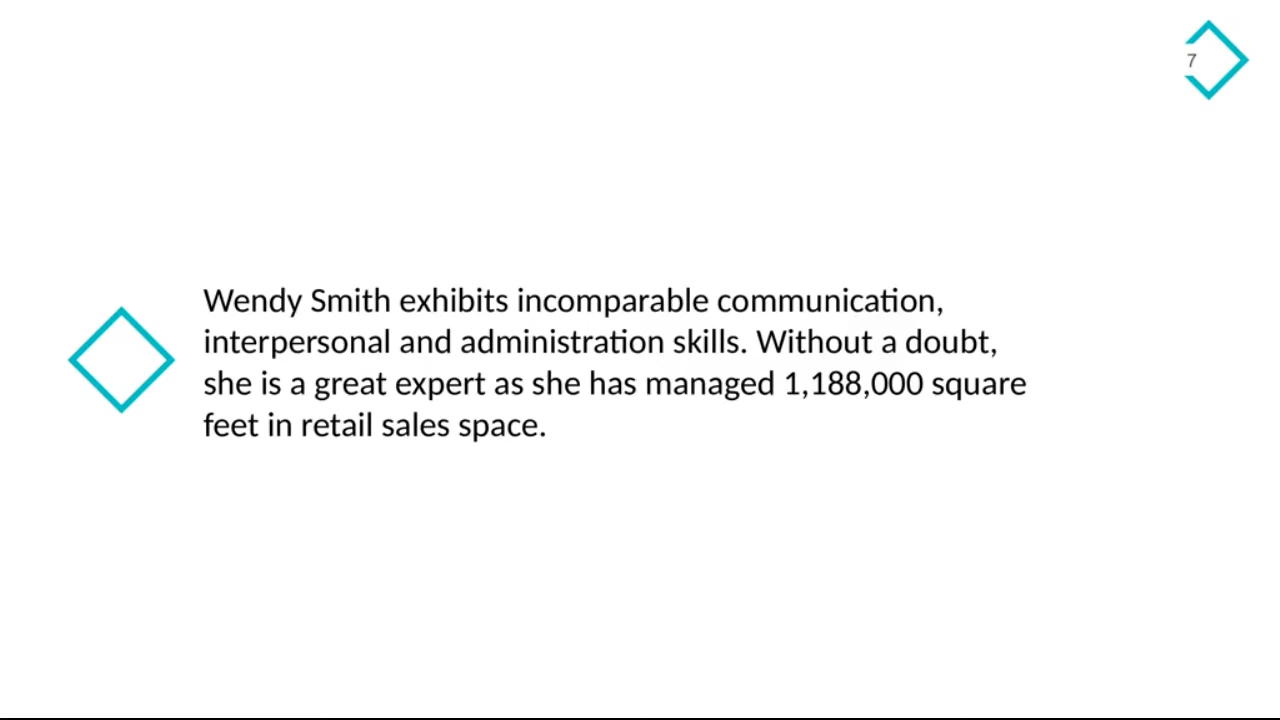 7
Wendy Smith exhibits incomparable communication,
interpersonal and administration skills. Without a doubt,
she is a great expert as she has managed 1,188,000 square
feet in retail sales space.